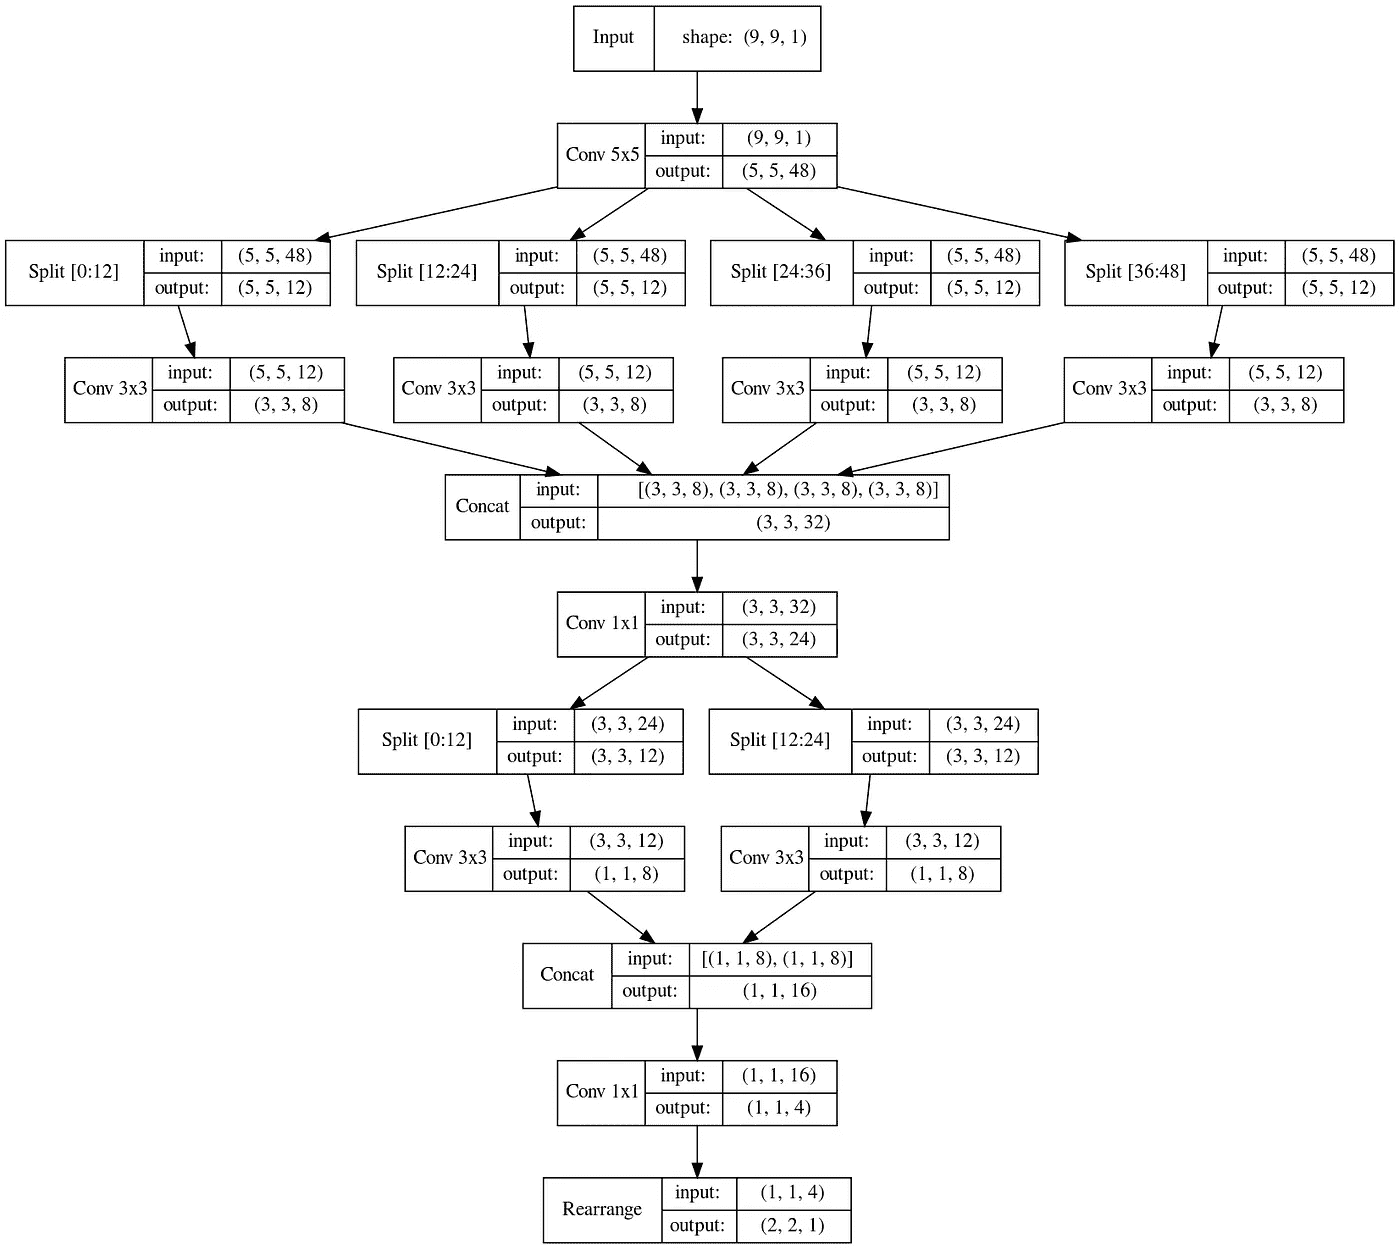 Input shape: (9, 9, 1)
Conv 5x5 input: (9, 9, 1)
output: (5, 5, 48)
Split [0:12] input: (5, 5, 48)
output: (5, 5, 12)
Split [12:24] input: (5, 5, 48)
output: (5, 5, 12)
Split [24:36] input: (5, 5, 48)
output: (5, 5, 12)
Split [36:48] input: (5, 5, 48)
output: (5, 5, 12)
Conv 3x3 input: (5, 5, 12)
output: (3, 3, 8)
Conv 3x3 input: (5, 5, 12)
output: (3, 3, 8)
Conv 3x3 input: (5, 5, 12)
output: (3, 3, 8)
Conv 3x3 input: (5, 5, 12)
output: (3, 3, 8)
Concat input: [(3, 3, 8), (3, 3, 8), (3, 3, 8), (3, 3, 8)]
output: (3, 3, 32)
Conv 1x1 input: (3, 3, 32)
output: (3, 3, 24)
Split [0:12] input: (3, 3, 24)
output: (3, 3, 12)
Split [12:24] input: (3, 3, 24)
output: (3, 3, 12)
Conv 3x3 input: (3, 3, 12)
output: (1, 1, 8)
Conv 3x3 input: (3, 3, 12)
output: (1, 1, 8)
Concat input: [(1, 1, 8), (1, 1, 8)]
output: (1, 1, 16)
Conv 1x1 input: (1, 1, 16)
output: (1, 1, 4)
Rearrange input: (1, 1, 4)
output: (2, 2, 1)